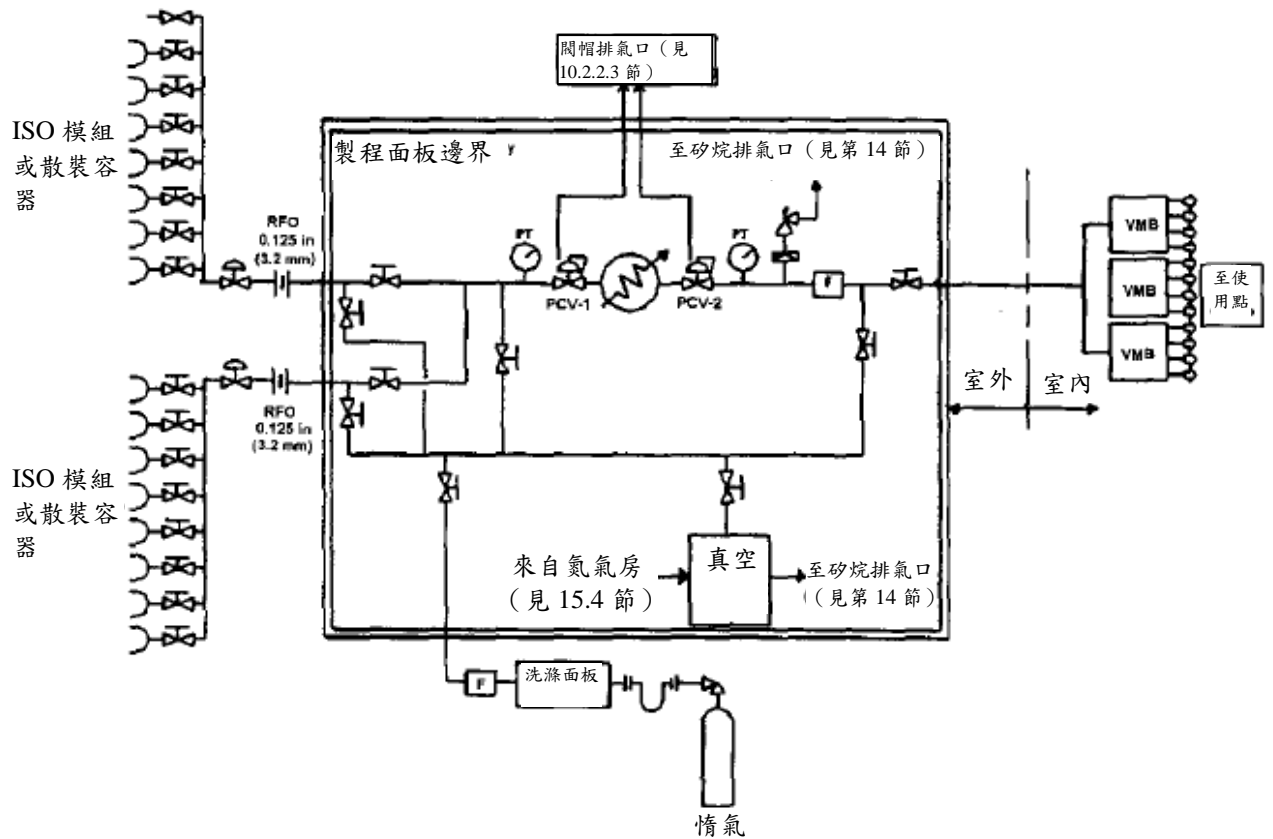 閥帽排氣口（見
10.2.2.3 節）
ISO 模組
或散裝容
器
製程面板邊界
至矽烷排氣口（見第 14 節）
RFO
0.125 in
(3.2 mm)
PT
PT
PCV-1
PCV-2
F
VMB
VMB
VMB
至使
用點
RFO
0.125 in
(3.2 mm)
室外
室內
ISO 模組
或散裝容
器
來自氮氣房
（見 15.4 節）
真空
至矽烷排氣口
（見第 14 節）
F
洗滌面板
惰氣